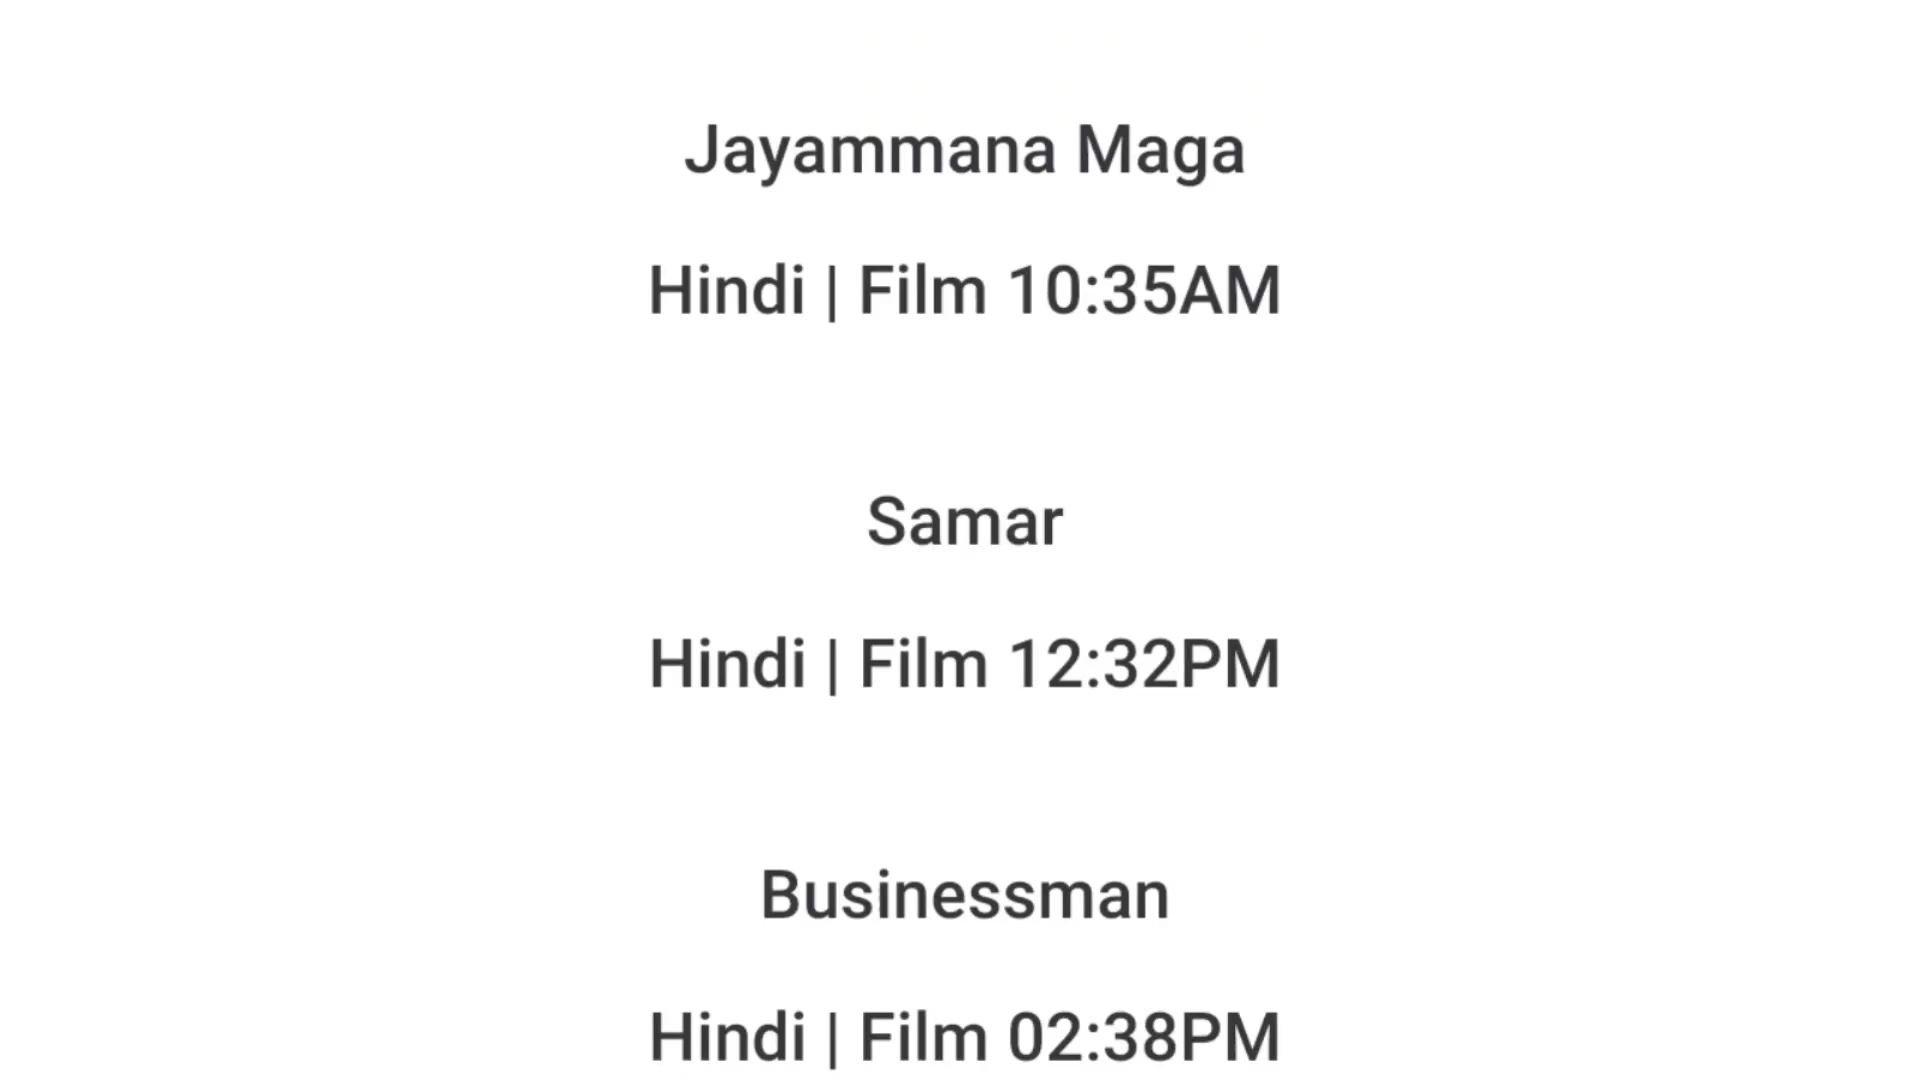 Jayammana Maga
Hindi | Film 10:35AM
Samar
Hindi | Film 12:32PM
Businessman
Hindi | Film 02:38PM